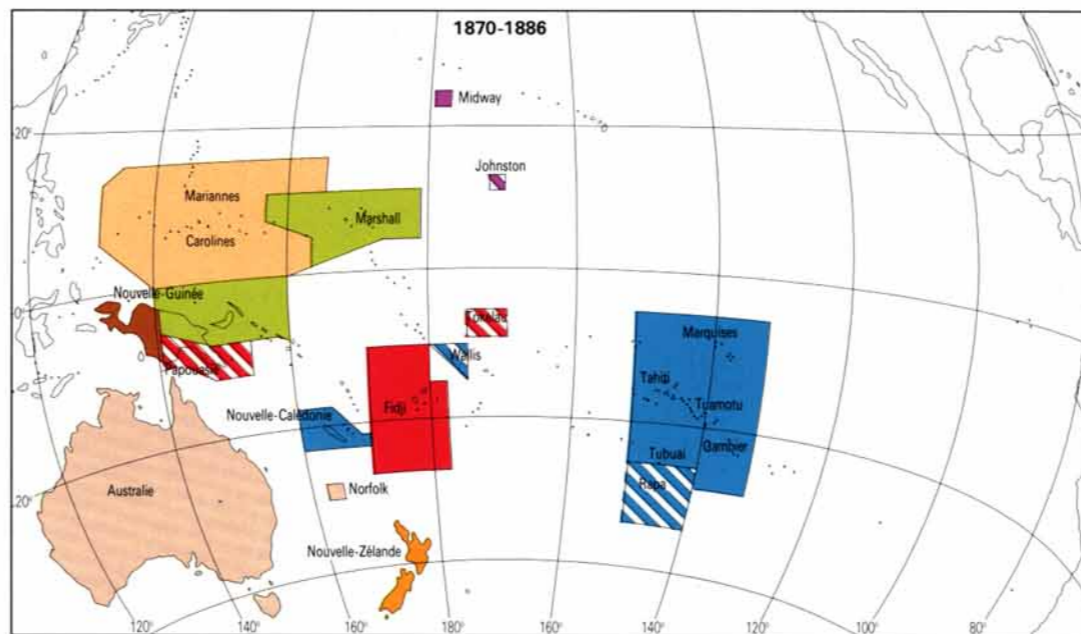 1870-1886
Midway
20°
Johnston
Mariannes
Marshall
Carolines
Nouvelle-Guinée
0°
Tokelau
Marquises
Papouasie
Wallis
Tahiti
Nouvelle-Calédonie
Fidji
Tuamotu
Gambier
Tubuai
Australie
Norfolk
Rapa
20°
Nouvelle-Zélande
120° 140° 160° 180° 160° 140° 120° 100° 80°